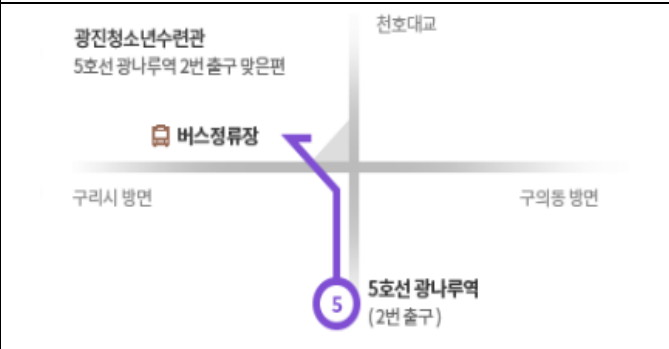 천호대교
광진청소년수련관
5호선 광나루역 2번 출구 맞은편
버스정류장
구리시 방면
구의동 방면
5
5호선 광나루역
(2번 출구)